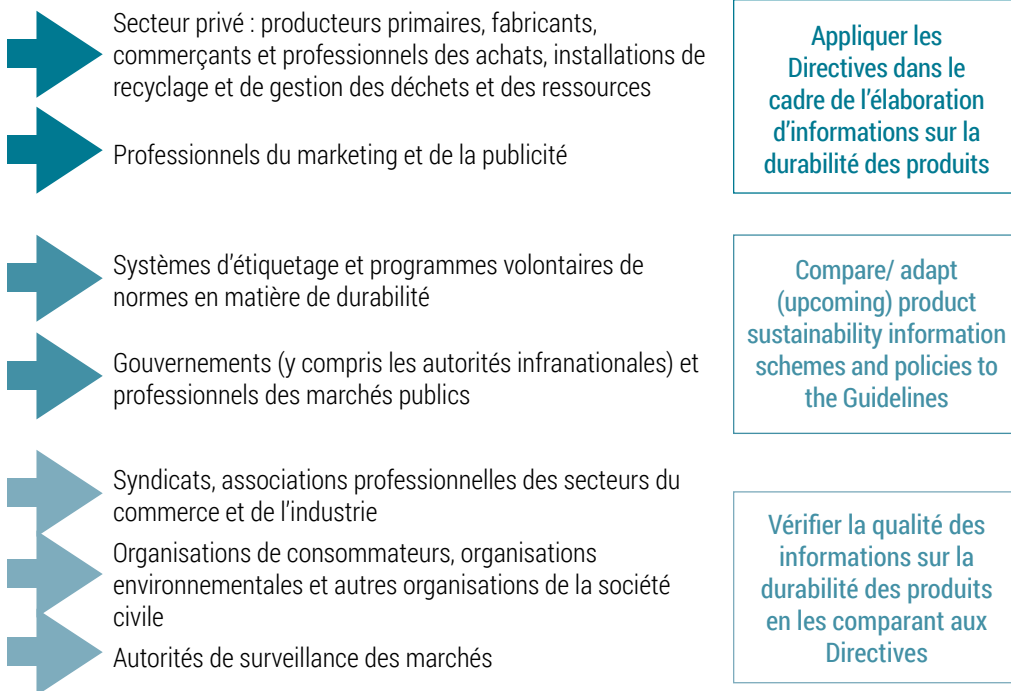 Secteur privé : producteurs primaires, fabricants,
commerçants et professionnels des achats, installations de
recyclage et de gestion des déchets et des ressources
Professionnels du marketing et de la publicité
Appliquer les
Directives dans le
cadre de l’élaboration
d’informations sur la
durabilité des produits
Systèmes d’étiquetage et programmes volontaires de
normes en matière de durabilité
Gouvernements (y compris les autorités infranationales) et
professionnels des marchés publics
Compare/ adapt
(upcoming) product
sustainability information
schemes and policies to
the Guidelines
Syndicats, associations professionnelles des secteurs du
commerce et de l’industrie
Organisations de consommateurs, organisations
environnementales et autres organisations de la société
civile
Autorités de surveillance des marchés
Vérifier la qualité des
informations sur la
durabilité des produits
en les comparant aux
Directives